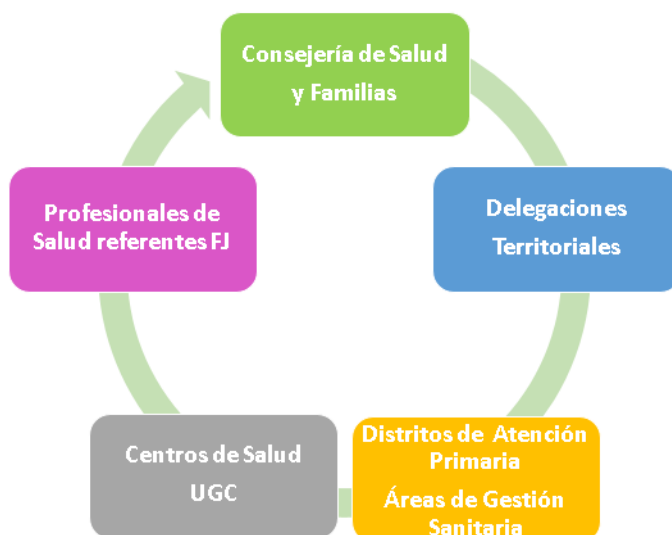 Consejería de Salud
y Familias
Delegaciones
Territoriales
Distritos de Atención
Primaria
Áreas de Gestión
Sanitaria
Centros de Salud
UGC
Profesionales de
Salud referentes FJ